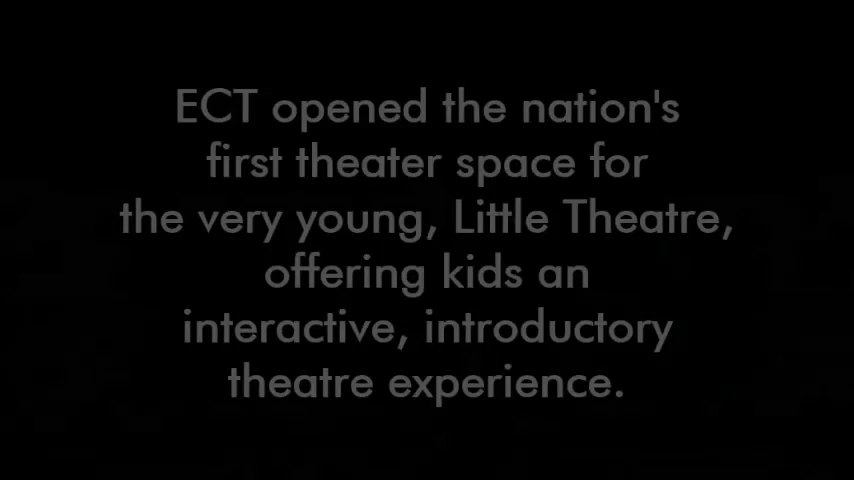 ECT opened the nation's
first theater space for
the very young, Little Theatre,
offering kids an
interactive, introductory
theatre experience.